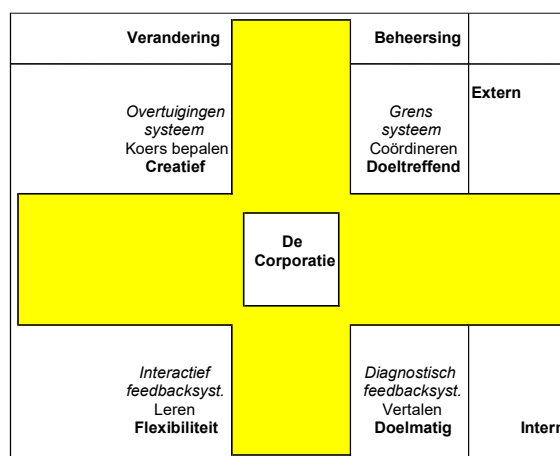 Verandering
Beheersing
Extern
Overtuigingen
systeem
Koers bepalen
Creatief
Grens
systeem
Coördineren
Doeltreffend
De
Corporatie
Interactief
feedbacksyst.
Leren
Flexibiliteit
Diagnostisch
feedbacksyst.
Vertalen
Doelmatig
Intern